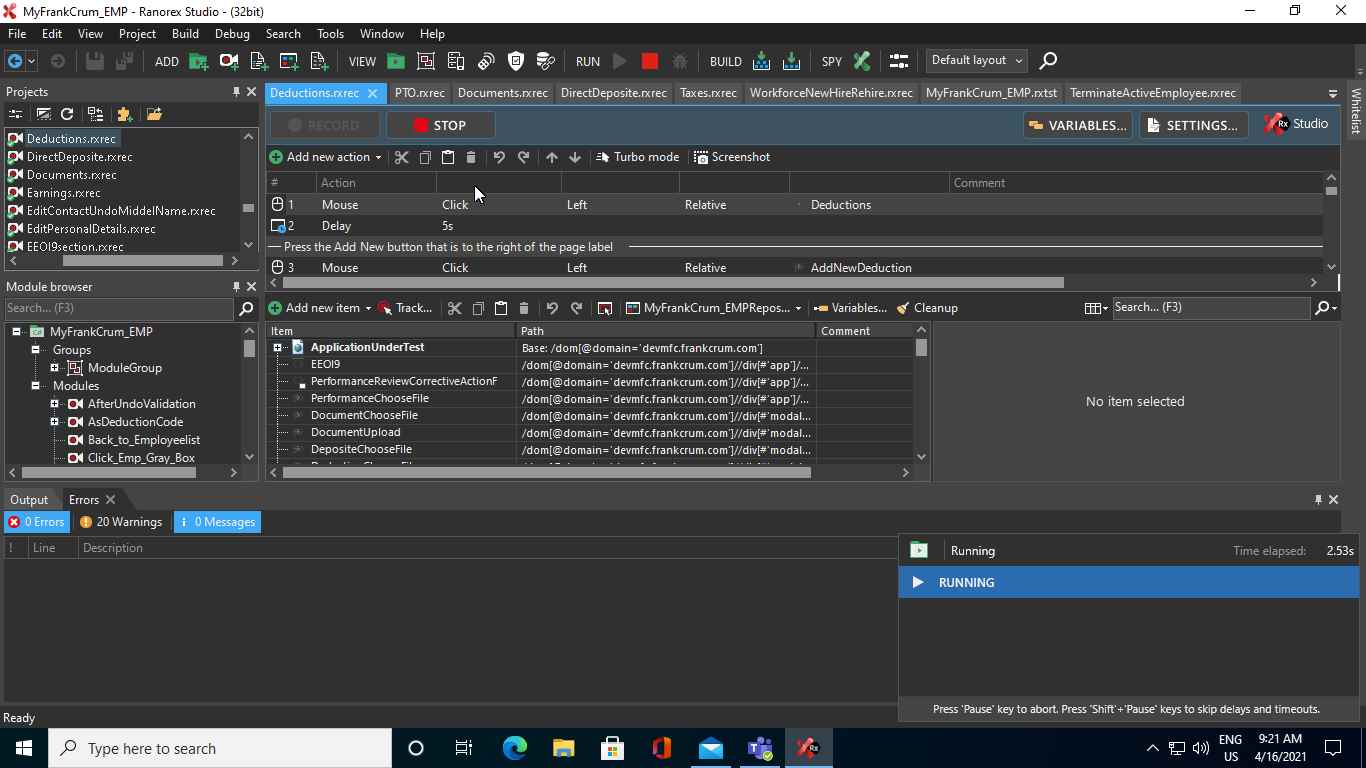 MyFrankCrum_EMP - Ranorex Studio - (32bit)
File Edit View Project Build Debug Search Tools Window Help
ADD VIEW RUN BUILD SPY Default layout
Projects
Deductions.rxrec PTO.rxrec Documents.rxrec DirectDeposite.rxrec Taxes.rxrec WorkforceNewHireRehire.rxrec MyFrankCrum_EMP.rxtst TerminateActiveEmployee.rxrec
Whitelist
RECORD STOP VARIABLES... SETTINGS... Rx Studio
Deductions.rxrec
DirectDeposite.rxrec
Documents.rxrec
Earnings.rxrec
EditContactUndoMiddelName.rxrec
EditPersonalDetails.rxrec
EEOI9section.rxrec
Add new action Turbo mode Screenshot
# Action Comment
1 Mouse Click Left Relative Deductions
2 Delay 5s
Press the Add New button that is to the right of the page label
3 Mouse Click Left Relative AddNewDeduction
Module browser
Search... (F3)
MyFrankCrum_EMP
Groups
ModuleGroup
Modules
AfterUndoValidation
AsDeductionCode
Back_to_Employeelist
Click_Emp_Gray_Box
Add new item Track... MyFrankCrum_EMPRepos... Variables... Cleanup Search... (F3)
Item Path Comment
ApplicationUnderTest Base: /dom[@domain='devmfc.frankcrum.com']
EEOI9 /dom[@domain='devmfc.frankcrum.com']//div[#'app']/...
PerformanceReviewCorrectiveActionF /dom[@domain='devmfc.frankcrum.com']//div[#'app']/...
PerformanceChooseFile /dom[@domain='devmfc.frankcrum.com']//div[#'app']/...
DocumentChooseFile /dom[@domain='devmfc.frankcrum.com']//div[#'modal...
DocumentUpload /dom[@domain='devmfc.frankcrum.com']//div[#'modal...
DepositeChooseFile /dom[@domain='devmfc.frankcrum.com']//div[#'modal...
No item selected
Output Errors
0 Errors 20 Warnings 0 Messages
! Line Description
Running Time elapsed: 2.53s
RUNNING
Press 'Pause' key to abort. Press 'Shift'+'Pause' keys to skip delays and timeouts.
Ready
Type here to search
Rx
ENG
US
9:21 AM
4/16/2021